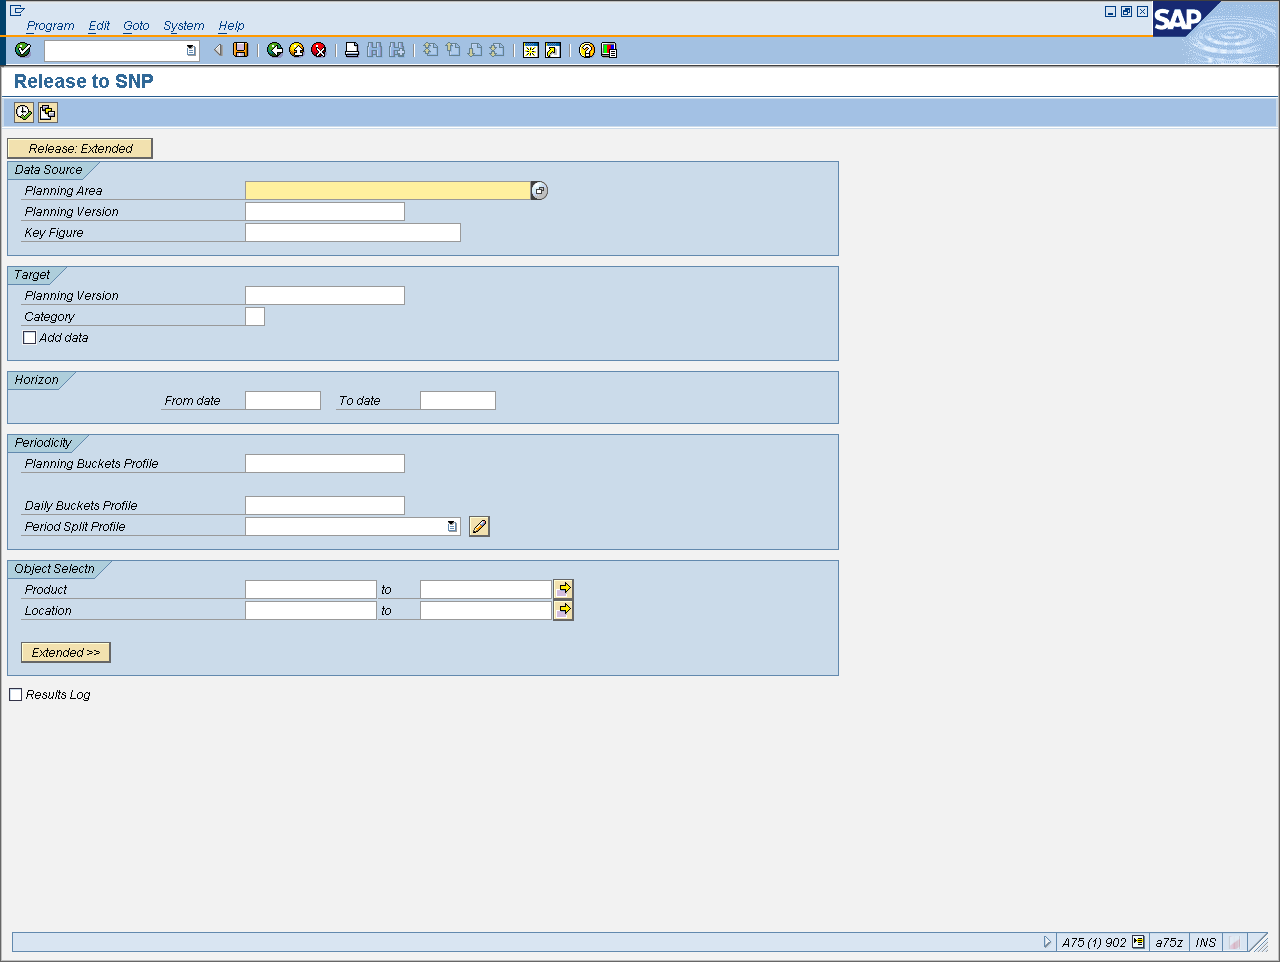 Program Edit Goto System Help
SAP
Release to SNP
Release: Extended
Data Source
Planning Area
Planning Version
Key Figure
Target
Planning Version
Category
Add data
Horizon
From date To date
Periodicity
Planning Buckets Profile
Daily Buckets Profile
Period Split Profile
Object Selectn
Product to
Location to
Extended >>
Results Log
A75 (1) 902 a75z INS